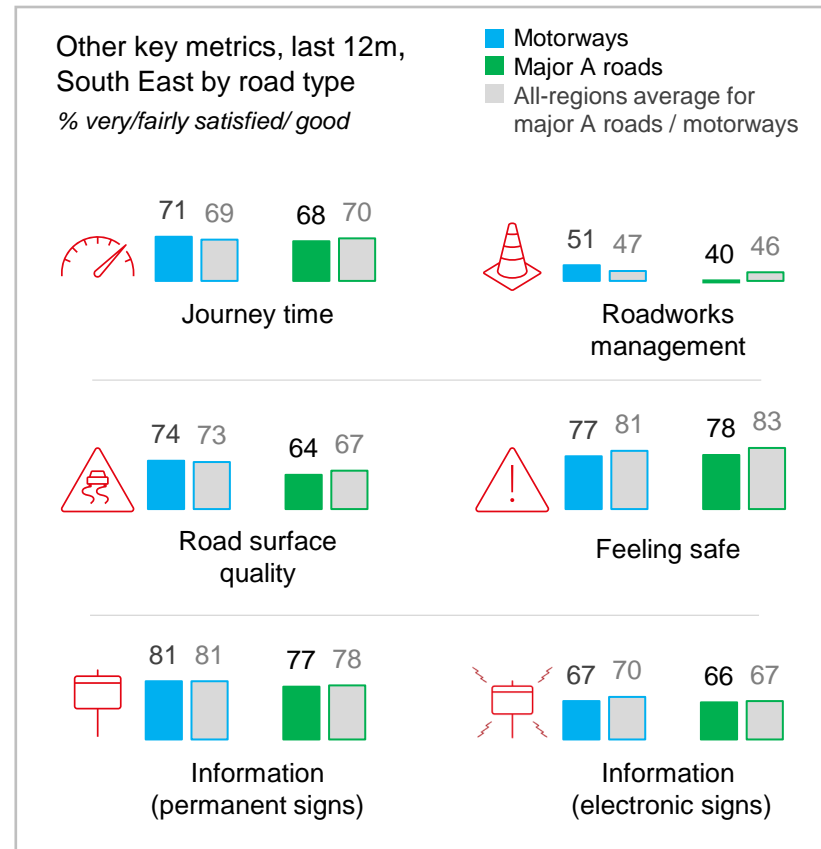 Other key metrics, last 12m,
South East by road type
% very/fairly satisfied/ good
Motorways
Major A roads
All-regions average for
major A roads / motorways
71 69 68 70
Journey time
51 47 40 46
Roadworks
management
74 73 64 67
Road surface
quality
77 81 78 83
Feeling safe
81 81 77 78
Information
(permanent signs)
67 70 66 67
Information
(electronic signs)